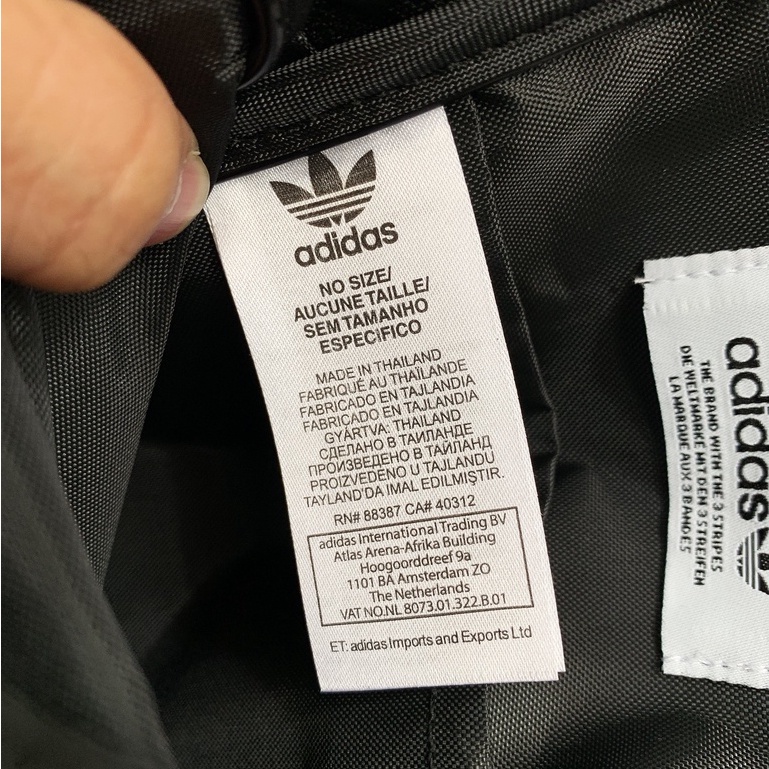 adidas
NO SIZE/
AUCUNE TAILLE/
SEM TAMANHO
ESPECIFICO
MADE IN THAILAND
FABRIQUÉ AU THAÏLANDE
FABRICADO EN TAJLANDIA
FABRICADO EN TAJLANDIA
GYÁRTVA: THAILAND
СДЕЛАНО В ТАИЛАНДЕ
ПРОИЗВЕДЕНО В ТАЙЛАНД
PROIZVEDENO U TAJLANDU
TAYLAND'DA IMAL EDILMIŞTIR.
RN# 88387 CA# 40312
adidas International Trading BV
Atlas Arena-Afrika Building
Hoogoorddreef 9a
1101 BA Amsterdam ZO
The Netherlands
VAT NO.NL 8073.01.322.B.01
ET: adidas Imports and Exports Ltd
adidas
THE BRAND WITH THE 3 STRIPES
DIE WELTMARKE MIT DEN 3 STREIFEN
LA MARQUE AUX 3 BANDES